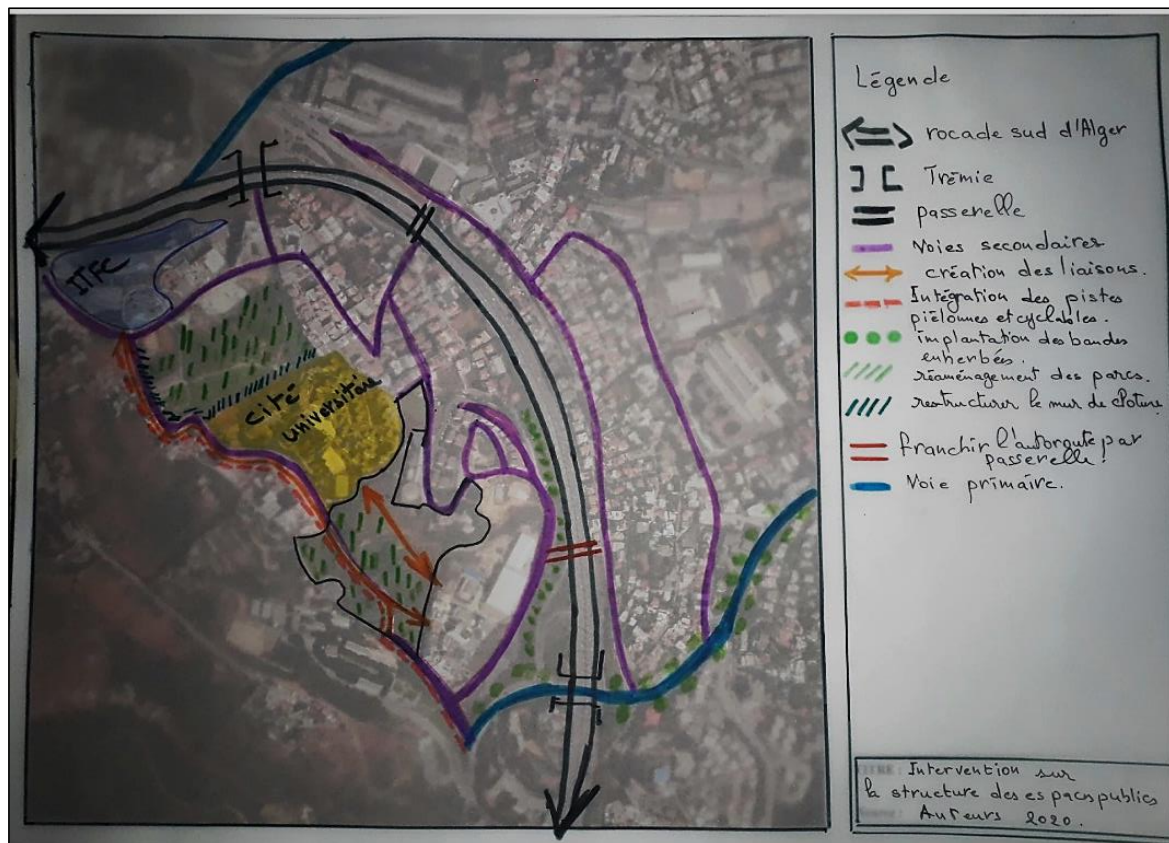 ITFC
cité
universitaire
Légende
rocade sud d'Alger
Trémie
passerelle
Voies secondaires
création des liaisons.
Intégration des pistes
piétonnes et cyclables.
implantation des bandes
enherbés.
réaménagement des parcs.
restructurer le mur de cloture
franchir l'autoroute par
passerelle.
Voie primaire.
Intervention sur
la structure des espaces publics
Auteurs 2020.